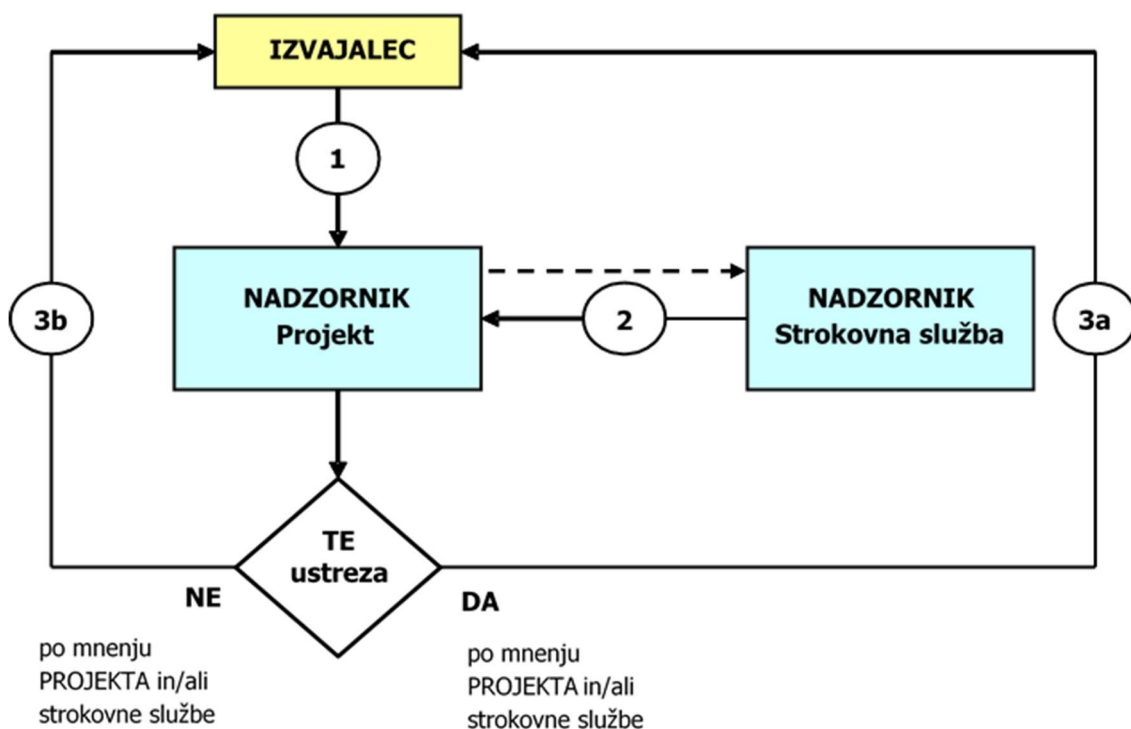 IZVAJALEC
1
NADZORNIK
Projekt
2
NADZORNIK
Strokovna služba
3b
3a
TE
ustreza
NE
DA
po mnenju
PROJEKTA in/ali
strokovne službe
po mnenju
PROJEKTA in/ali
strokovne službe